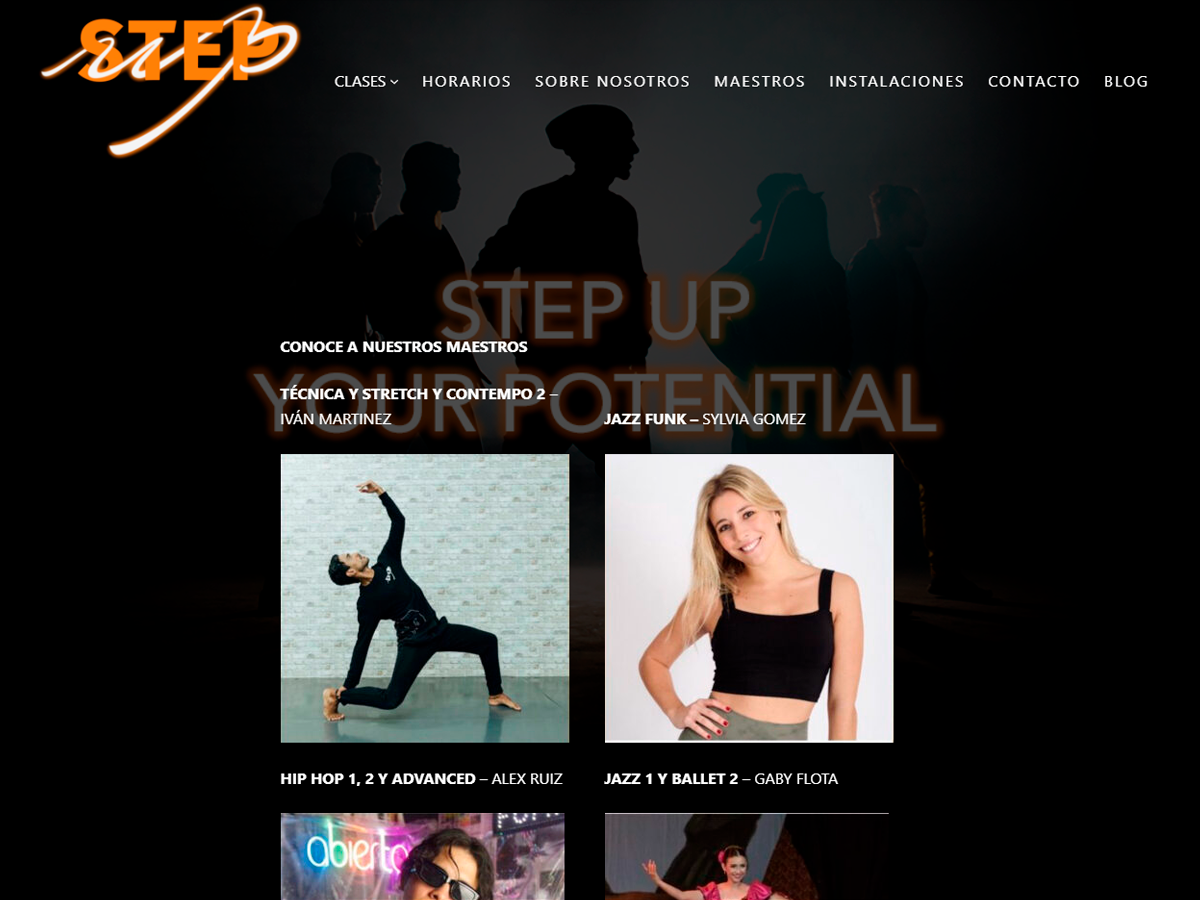 STEP
up
CLASES
HORARIOS
SOBRE NOSOTROS
MAESTROS
INSTALACIONES
CONTACTO
BLOG
STEP UP
YOUR POTENTIAL
CONOCE A NUESTROS MAESTROS
TÉCNICA Y STRETCH Y CONTEMPO 2 –
IVÁN MARTINEZ
JAZZ FUNK – SYLVIA GOMEZ
HIP HOP 1, 2 Y ADVANCED – ALEX RUIZ
JAZZ 1 Y BALLET 2 – GABY FLOTA
abierto